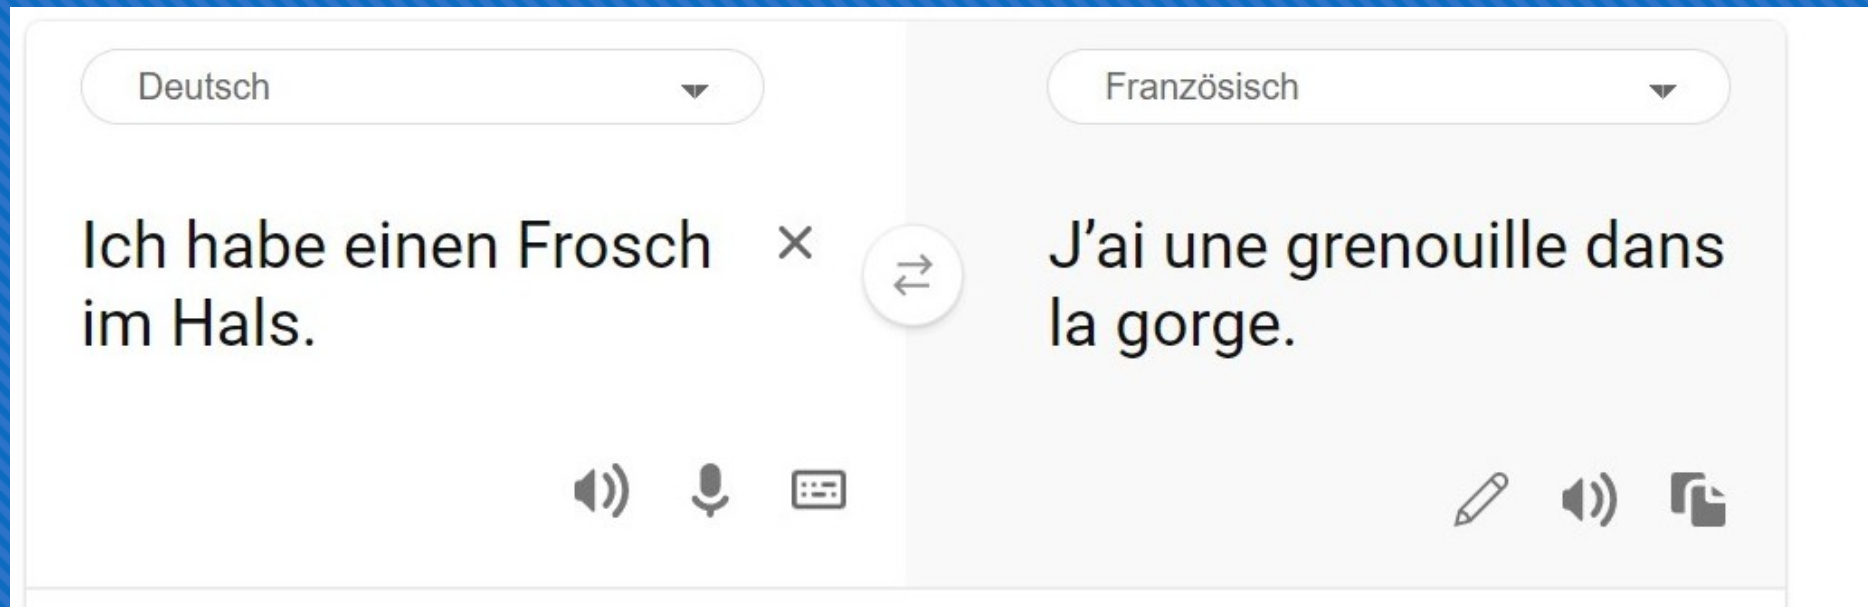 Deutsch
Französisch
Ich habe einen Frosch
im Hals.
J’ai une grenouille dans
la gorge.